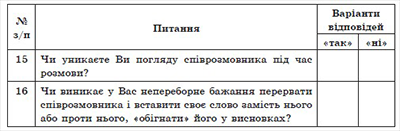 № з/п Питання Варіанти відповідей
«так» «ні»
15 Чи уникаєте Ви погляду співрозмовника під час
розмови?
16 Чи виникає у Вас непереборне бажання перервати
співрозмовника і вставити своє слово замість нього
або проти нього, «обігнати» його у висновках?